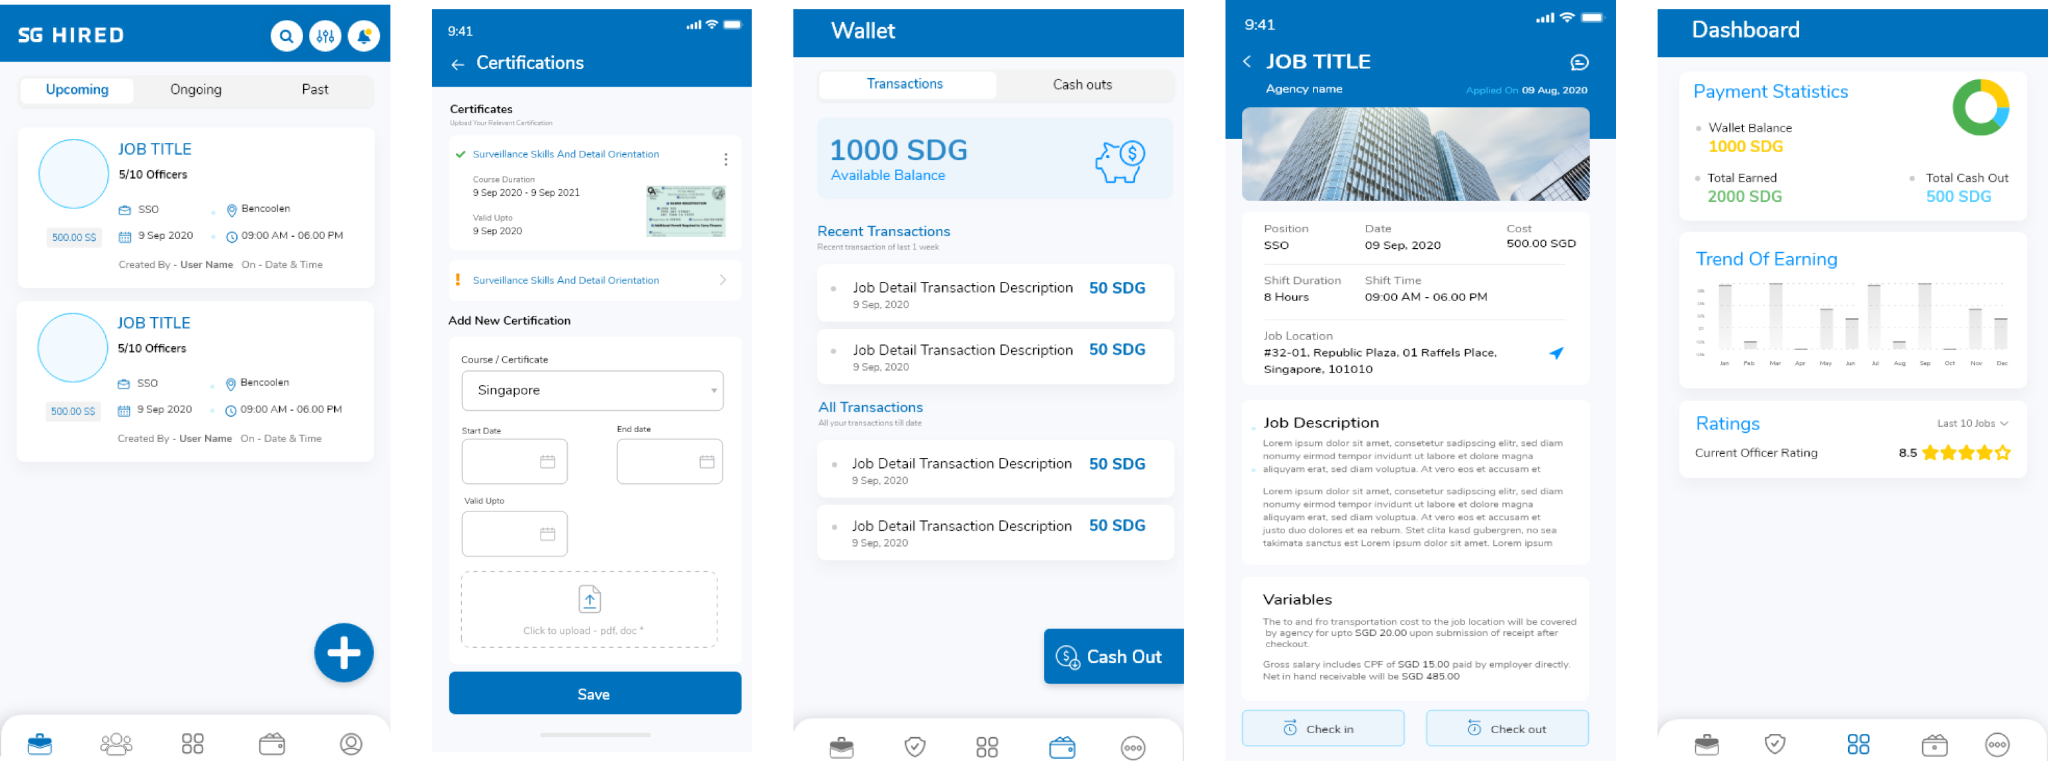 SG HIRED
Upcoming Ongoing Past
JOB TITLE
5/10 Officers
SSO Bencoolen
500.00 S$ 9 Sep 2020 09:00 AM - 06.00 PM
Created By - User Name On - Date & Time
JOB TITLE
5/10 Officers
SSO Bencoolen
500.00 S$ 9 Sep 2020 09:00 AM - 06.00 PM
Created By - User Name On - Date & Time
9:41
Certifications
Certificates
Upload Your Relevant Certification
Surveillance Skills And Detail Orientation
Course Duration
9 Sep 2020 - 9 Sep 2021
Valid Upto
9 Sep 2020
Surveillance Skills And Detail Orientation
Add New Certification
Course / Certificate
Singapore
Start Date End date
Valid Upto
Click to upload - pdf, doc *
Save
Wallet
Transactions Cash outs
1000 SDG
Available Balance
Recent Transactions
Recent transaction of last 1 week
Job Detail Transaction Description 50 SDG
9 Sep, 2020
Job Detail Transaction Description 50 SDG
9 Sep, 2020
All Transactions
All your transactions till date
Job Detail Transaction Description 50 SDG
9 Sep, 2020
Job Detail Transaction Description 50 SDG
9 Sep, 2020
Cash Out
9:41
JOB TITLE
Agency name Applied On 09 Aug, 2020
Position Date Cost
SSO 09 Sep, 2020 500.00 SGD
Shift Duration Shift Time
8 Hours 09:00 AM - 06.00 PM
Job Location
#32-01, Republic Plaza, 01 Raffels Place,
Singapore, 101010
Job Description
Lorem ipsum dolor sit amet, consetetur sadipscing elitr, sed diam
nonumy eirmod tempor invidunt ut labore et dolore magna
aliquyam erat, sed diam voluptua. At vero eos et accusam et
Lorem ipsum dolor sit amet, consetetur sadipscing elitr, sed diam
nonumy eirmod tempor invidunt ut labore et dolore magna
aliquyam erat, sed diam voluptua. At vero eos et accusam et
justo duo dolores et ea rebum. Stet clita kasd gubergren, no sea
takimata sanctus est Lorem ipsum dolor sit amet. Lorem ipsum
Variables
The to and fro transportation cost to the job location will be covered
by agency for upto SGD 20.00 upon submission of receipt after
checkout.
Gross salary includes CPF of SGD 15.00 paid by employer directly.
Net in hand receivable will be SGD 485.00
Check in Check out
Dashboard
Payment Statistics
Wallet Balance
1000 SDG
Total Earned Total Cash Out
2000 SDG 500 SDG
Trend Of Earning
Jan Feb Mar Apr May Jun Jul Aug Sep Oct Nov Dec
Ratings Last 10 Jobs
Current Officer Rating 8.5